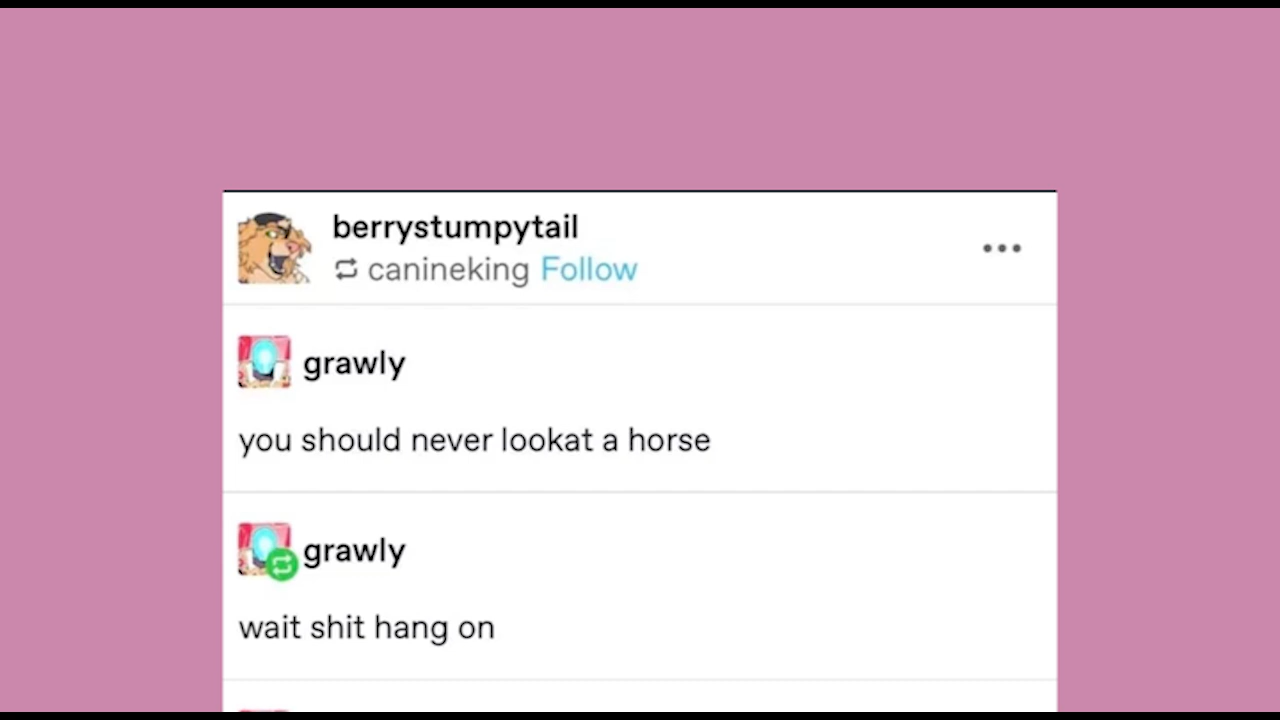 berrystumpytail
canineking Follow
grawly
you should never lookat a horse
grawly
wait shit hang on